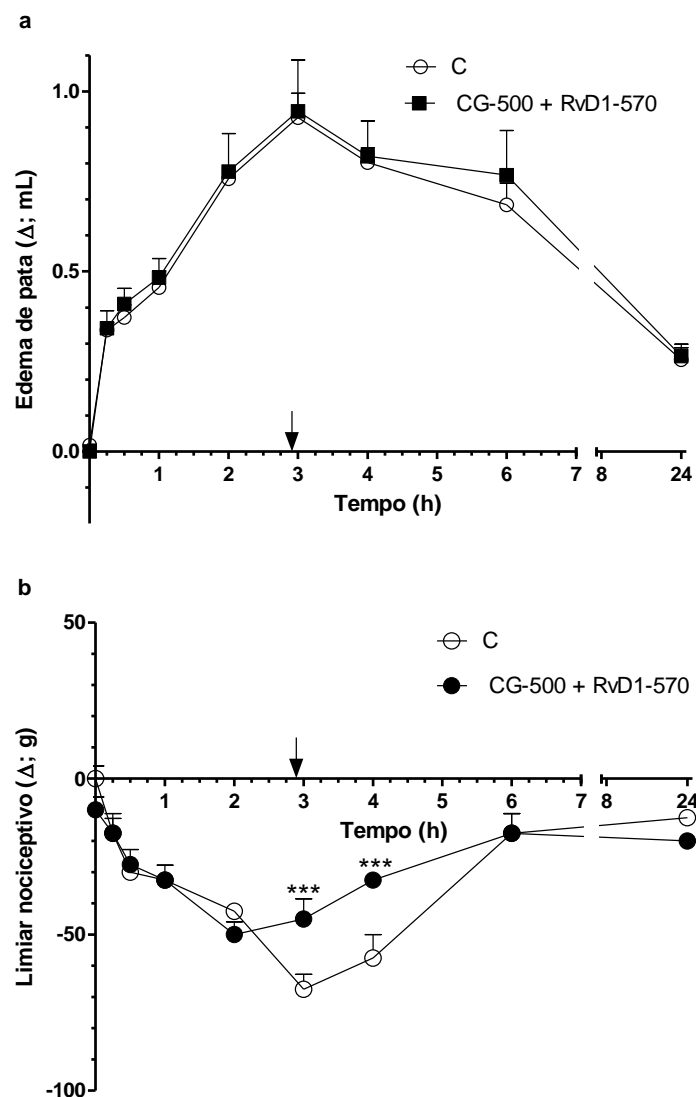 a
C
CG-500 + RvD1-570
Edema de pata (Δ; mL)
1.0
0.5
0.0
1 2 3 4 6 7 8 24
Tempo (h)
b
C
CG-500 + RvD1-570
Limiar nociceptivo (Δ; g)
50
0
1 2 3 4 6 7 8 24
Tempo (h)
*** ***
-50
-100